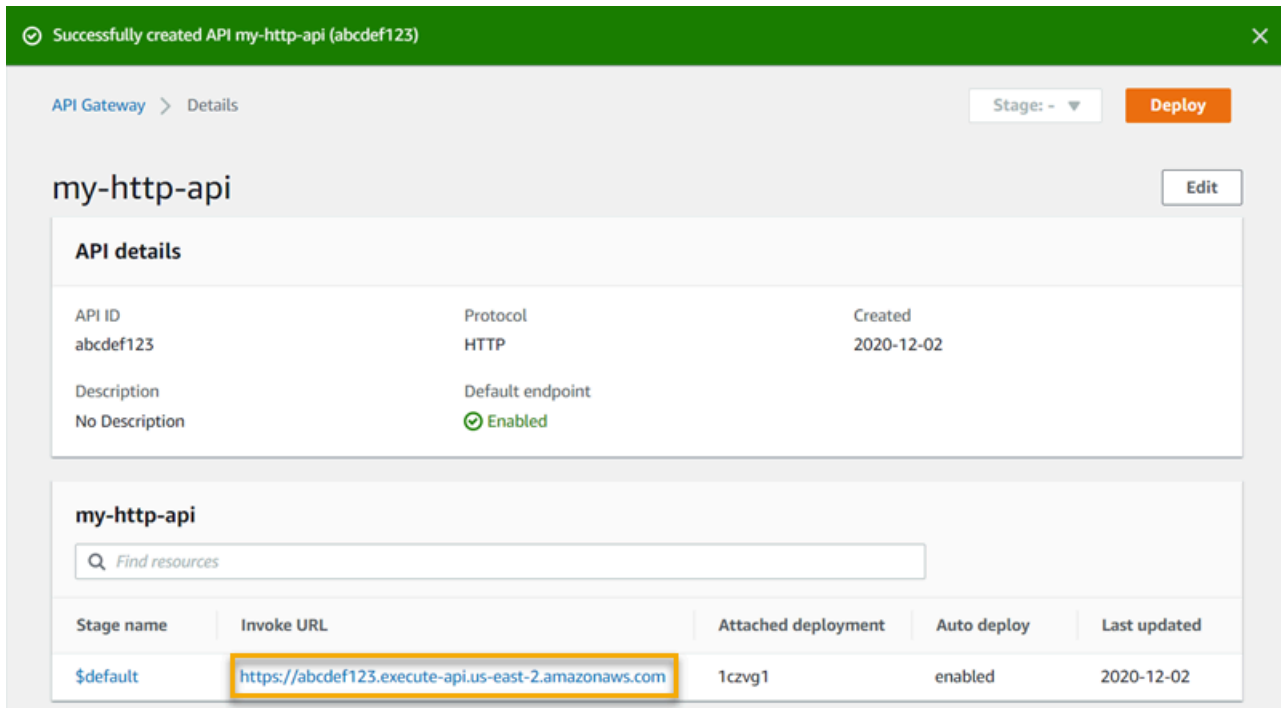 Successfully created API my-http-api (abcdef123)
API Gateway > Details
Stage: - ▼ Deploy
my-http-api
Edit
API details
API ID Protocol Created
abcdef123 HTTP 2020-12-02
Description Default endpoint
No Description Enabled
my-http-api
Find resources
Stage name Invoke URL Attached deployment Auto deploy Last updated
$default https://abcdef123.execute-api.us-east-2.amazonaws.com 1czvg1 enabled 2020-12-02